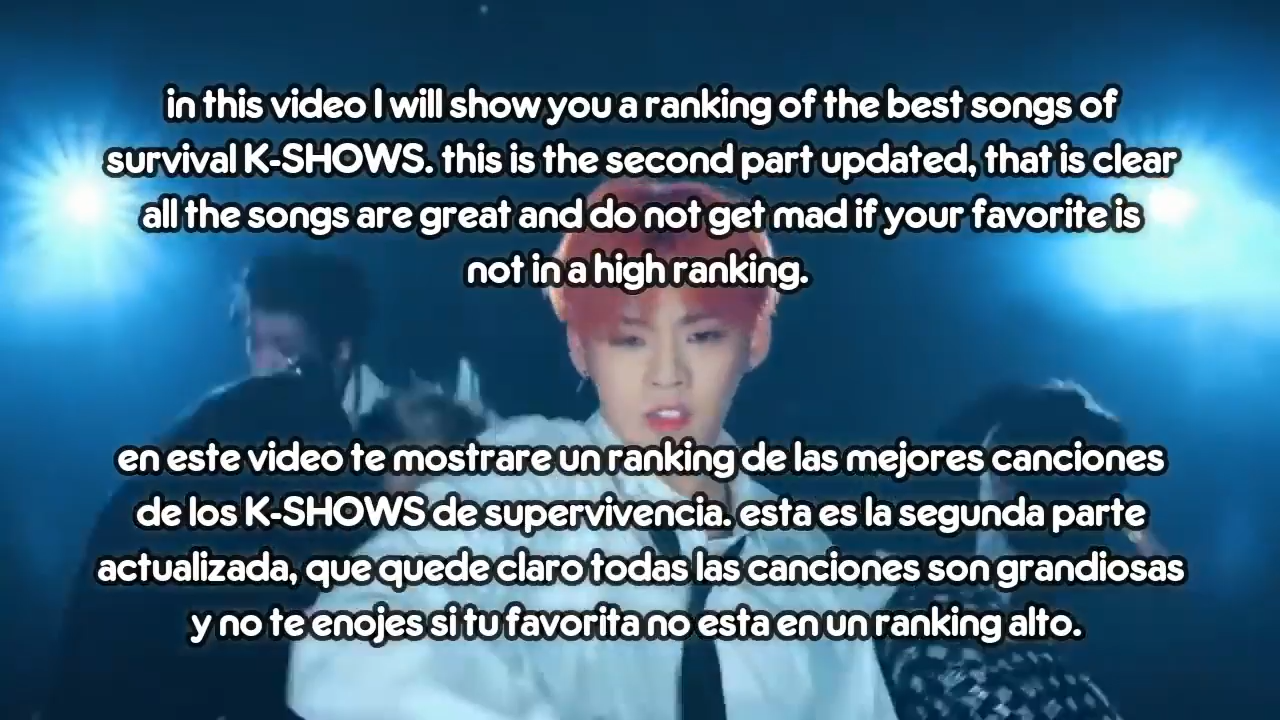 in this video I will show you a ranking of the best songs of
survival K-SHOWS. this is the second part updated, that is clear
all the songs are great and do not get mad if your favorite is
not in a high ranking.
en este video te mostrare un ranking de las mejores canciones
de los K-SHOWS de supervivencia. esta es la segunda parte
actualizada, que quede claro todas las canciones son grandiosas
y no te enojes si tu favorita no esta en un ranking alto.